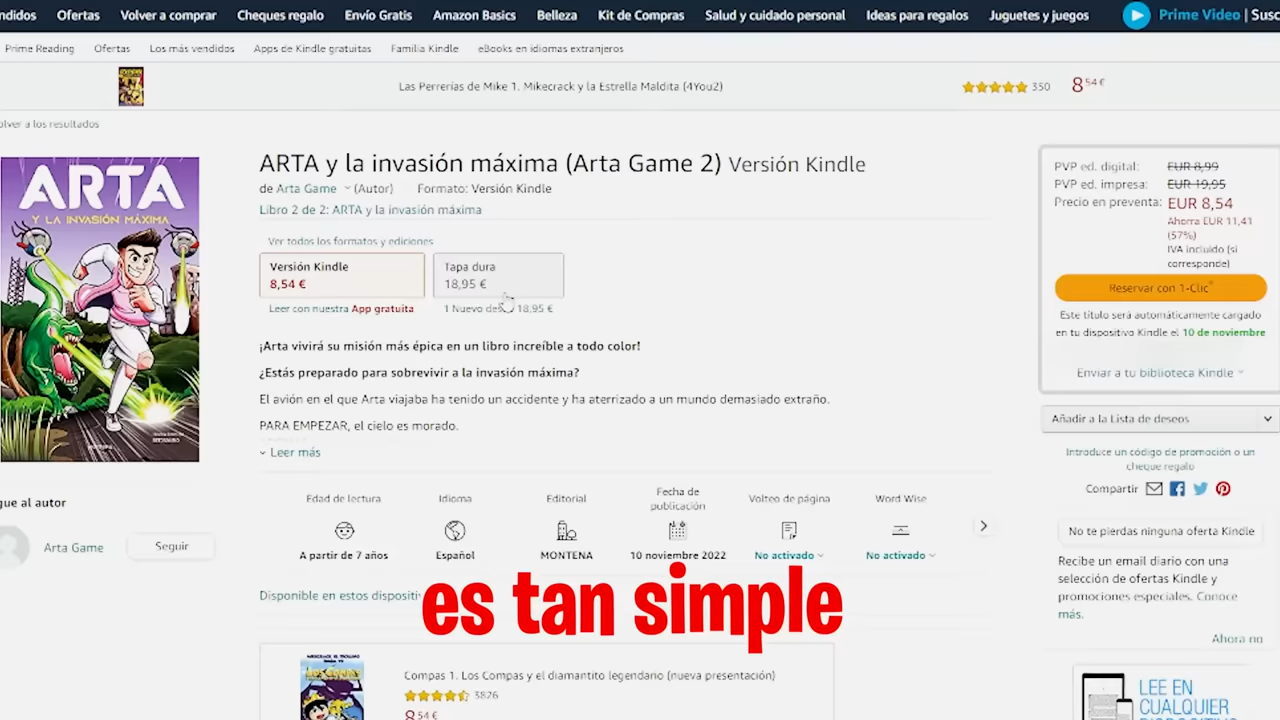 ndidos Ofertas Volver a comprar Cheques regalo Envío Gratis Amazon Basics Belleza Kit de Compras Salud y cuidado personal Ideas para regalos Juguetes y juegos Prime Video | Susc
Prime Reading Ofertas Los más vendidos Apps de Kindle gratuitas Familia Kindle eBooks en idiomas extranjeros
Las Perrerías de Mike 1. Mikecrack y la Estrella Maldita (4You2) 350 8,54 €
olver a los resultados
ARTA
Y LA INVASIÓN MÁXIMA
ARTA y la invasión máxima (Arta Game 2) Versión Kindle
de Arta Game (Autor) Formato: Versión Kindle
Libro 2 de 2: ARTA y la invasión máxima
Ver todos los formatos y ediciones
Versión Kindle
8,54 €
Tapa dura
18,95 €
Leer con nuestra App gratuita
1 Nuevo des 18,95 €
¡Arta vivirá su misión más épica en un libro increíble a todo color!
¿Estás preparado para sobrevivir a la invasión máxima?
El avión en el que Arta viajaba ha tenido un accidente y ha aterrizado a un mundo demasiado extraño.
PARA EMPEZAR, el cielo es morado.
Leer más
Edad de lectura
A partir de 7 años
Idioma
Español
Editorial
MONTENA
Fecha de
publicación
10 noviembre 2022
Volteo de página
No activado
Word Wise
No activado
Disponible en estos dispositi
es tan simple
Compas 1. Los Compas y el diamantito legendario (nueva presentación)
3826
8,54 €
PVP ed. digital: EUR 8,99
PVP ed. impresa: EUR 19,95
Precio en preventa: EUR 8,54
Ahorra EUR 11,41
(57%)
IVA incluido (si
corresponde)
Reservar con 1-Clic®
Este título será automáticamente cargado
en tu dispositivo Kindle el 10 de noviembre
Enviar a tu biblioteca Kindle
Añadir a la Lista de deseos
Introduce un código de promoción o un
cheque regalo
Compartir
No te pierdas ninguna oferta Kindle
Recibe un email diario con una
selección de ofertas Kindle y
promociones especiales. Conoce
más.
Ahora no
LEE EN
CUALQUIER
gue al autor
Arta Game
Seguir